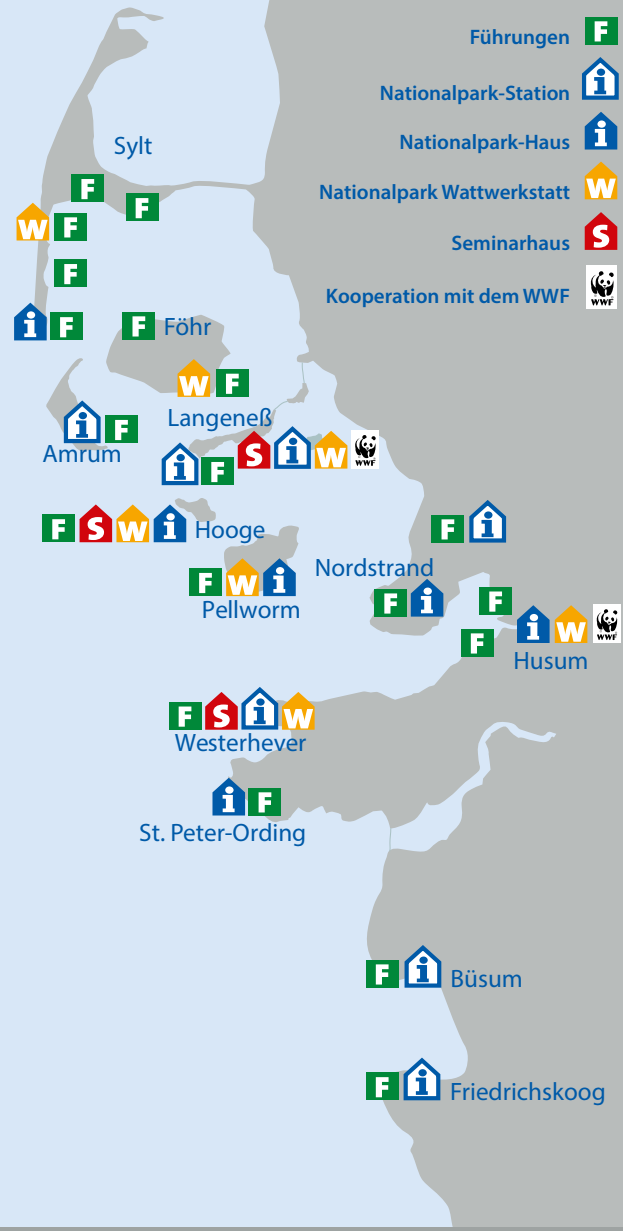 Führungen F
Nationalpark-Station i
Nationalpark-Haus i
Nationalpark Wattwerkstatt W
Seminarhaus S
Kooperation mit dem WWF WWF
Sylt
F
F
W F
F
i F
F Föhr
W F
Langeneß
i F
Amrum
i F S i W WWF
F S W i Hooge
F i
Nordstrand
F W i
Pellworm
F i
F
F
i W WWF
Husum
F S i W
Westerhever
i F
St. Peter-Ording
F i Büsum
F i Friedrichskoog